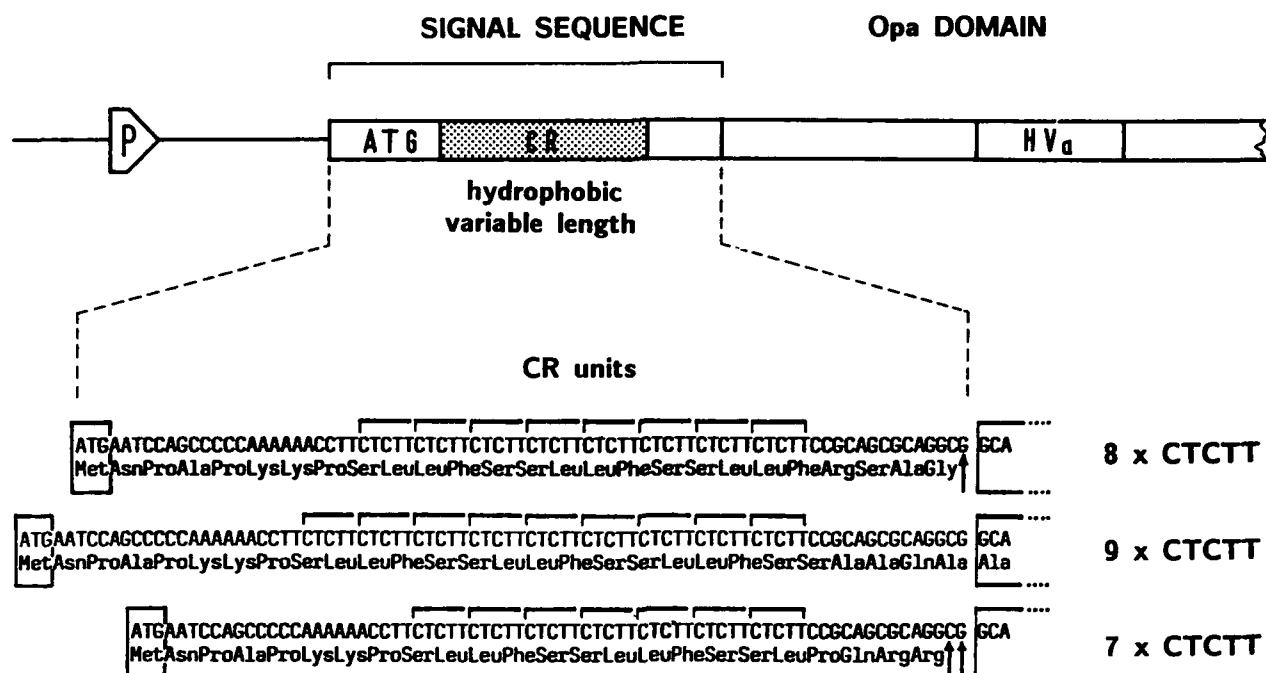 SIGNAL SEQUENCE Opa DOMAIN
P ATG CR HVa
hydrophobic
variable length
CR units
ATGAATCCAGCCCCCAAAAAACCTTCTCTTCTCTTCTCTTCTCTTCTCTTCTCTTCTCTTCTCTTCCGCAGCGCAGGCG GCA ....
MetAsnProAlaProLysLysProSerLeuLeuPheSerSerLeuLeuPheSerSerLeuLeuPheArgSerAlaGly
8 x CTCTT
ATGAATCCAGCCCCCAAAAAACCTTCTCTTCTCTTCTCTTCTCTTCTCTTCTCTTCTCTTCTCTTCTCTTCCGCAGCGCAGGCG GCA ....
MetAsnProAlaProLysLysProSerLeuLeuPheSerSerLeuLeuPheSerSerLeuLeuPheSerSerAlaAlaGlnAla Ala
9 x CTCTT
ATGAATCCAGCCCCCAAAAAACCTTCTCTTCTCTTCTCTTCTCTTCTCTTCTCTTCTCTTCCGCAGCGCAGGCG GCA ....
MetAsnProAlaProLysLysProSerLeuLeuPheSerSerLeuLeuPheSerSerLeuProGlnArgArg
7 x CTCTT